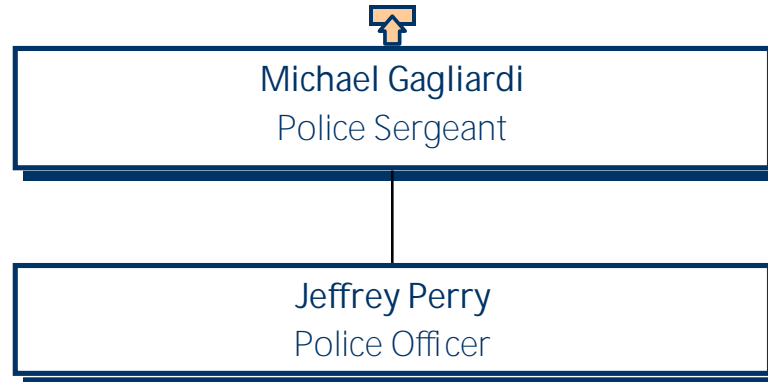 Michael Gagliardi
Police Sergeant
Jeffrey Perry
Police Officer